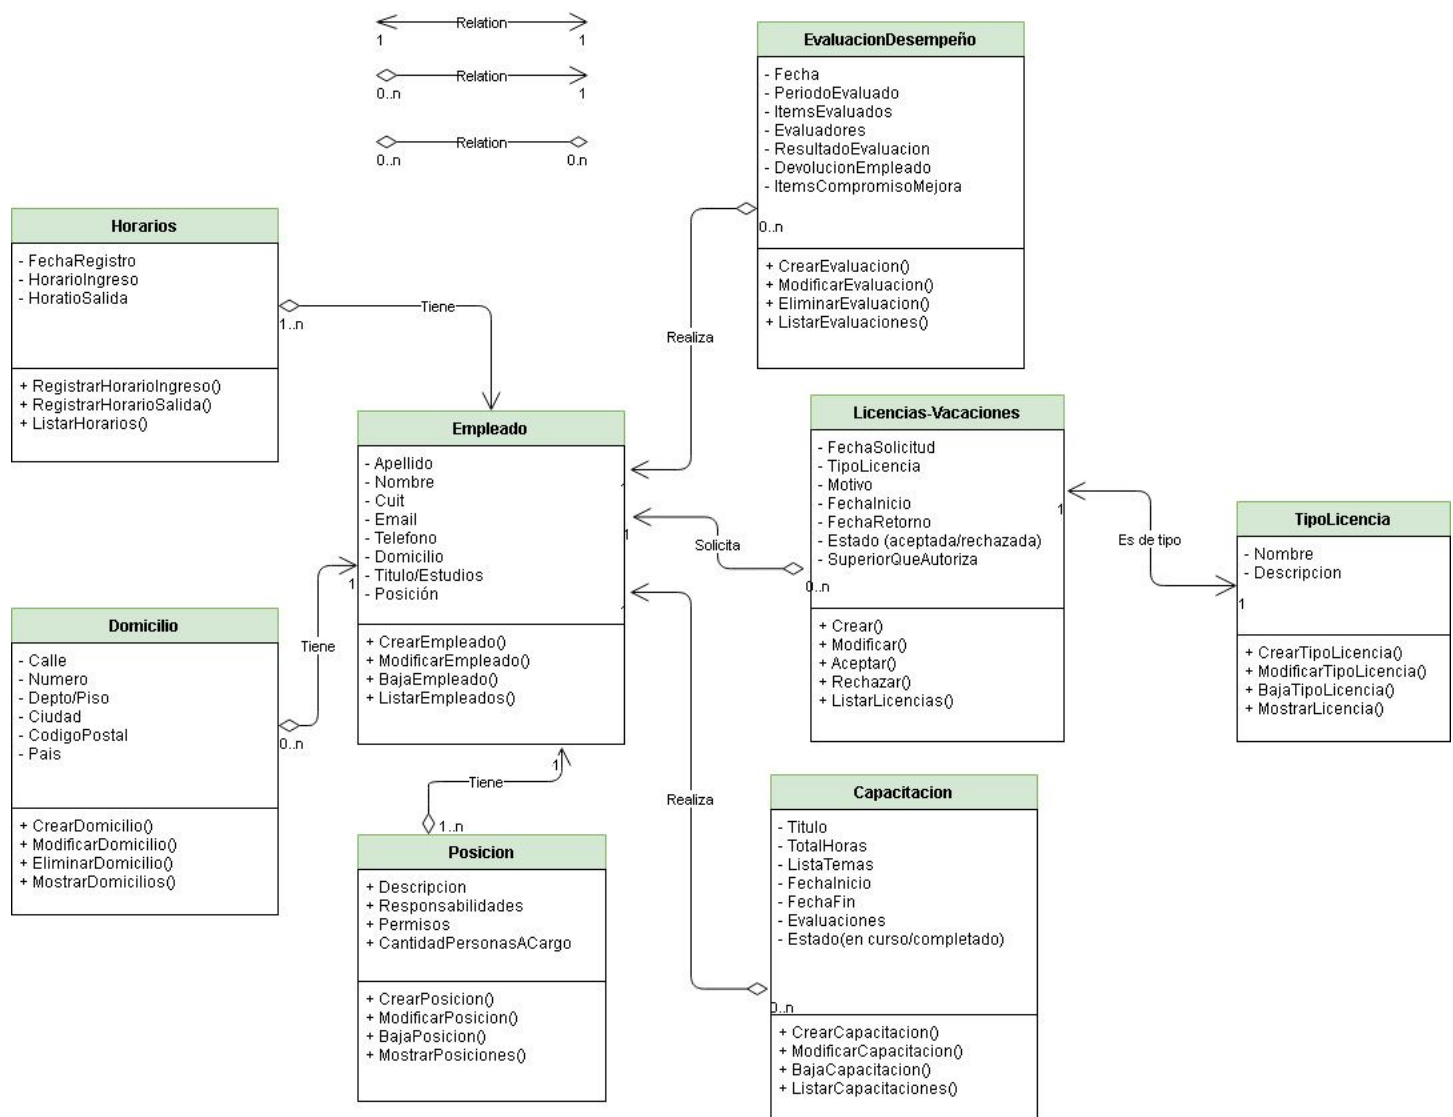 Relation
1 1
Relation
0..n 1
Relation
0..n 0.n
EvaluacionDesempeño
- Fecha
- PeriodoEvaluado
- ItemsEvaluados
- Evaluadores
- ResultadoEvaluacion
- DevolucionEmpleado
- ItemsCompromisoMejora
0..n
+ CrearEvaluacion()
+ ModificarEvaluacion()
+ EliminarEvaluacion()
+ ListarEvaluaciones()
Horarios
- FechaRegistro
- HorarioIngreso
- HoratioSalida
1..n
+ RegistrarHorarioIngreso()
+ RegistrarHorarioSalida()
+ ListarHorarios()
Tiene
Realiza
Empleado
- Apellido
- Nombre
- Cuit
- Email
- Telefono
- Domicilio
- Titulo/Estudios
- Posición
1
1
+ CrearEmpleado()
+ ModificarEmpleado()
+ BajaEmpleado()
+ ListarEmpleados()
1
Solicita
Licencias-Vacaciones
- FechaSolicitud
- TipoLicencia
- Motivo
- FechaInicio
- FechaRetorno
- Estado (aceptada/rechazada)
- SuperiorQueAutoriza
1
0..n
+ Crear()
+ Modificar()
+ Aceptar()
+ Rechazar()
+ ListarLicencias()
Es de tipo
TipoLicencia
- Nombre
- Descripcion
1
+ CrearTipoLicencia()
+ ModificarTipoLicencia()
+ BajaTipoLicencia()
+ MostrarLicencia()
Domicilio
- Calle
- Numero
- Depto/Piso
- Ciudad
- CodigoPostal
- Pais
0..n
+ CrearDomicilio()
+ ModificarDomicilio()
+ EliminarDomicilio()
+ MostrarDomicilios()
Tiene
Tiene
1..n
Posicion
+ Descripcion
+ Responsabilidades
+ Permisos
+ CantidadPersonasACargo
+ CrearPosicion()
+ ModificarPosicion()
+ BajaPosicion()
+ MostrarPosiciones()
Realiza
Capacitacion
- Titulo
- TotalHoras
- ListaTemas
- FechaInicio
- FechaFin
- Evaluaciones
- Estado(en curso/completado)
0..n
+ CrearCapacitacion()
+ ModificarCapacitacion()
+ BajaCapacitacion()
+ ListarCapacitaciones()